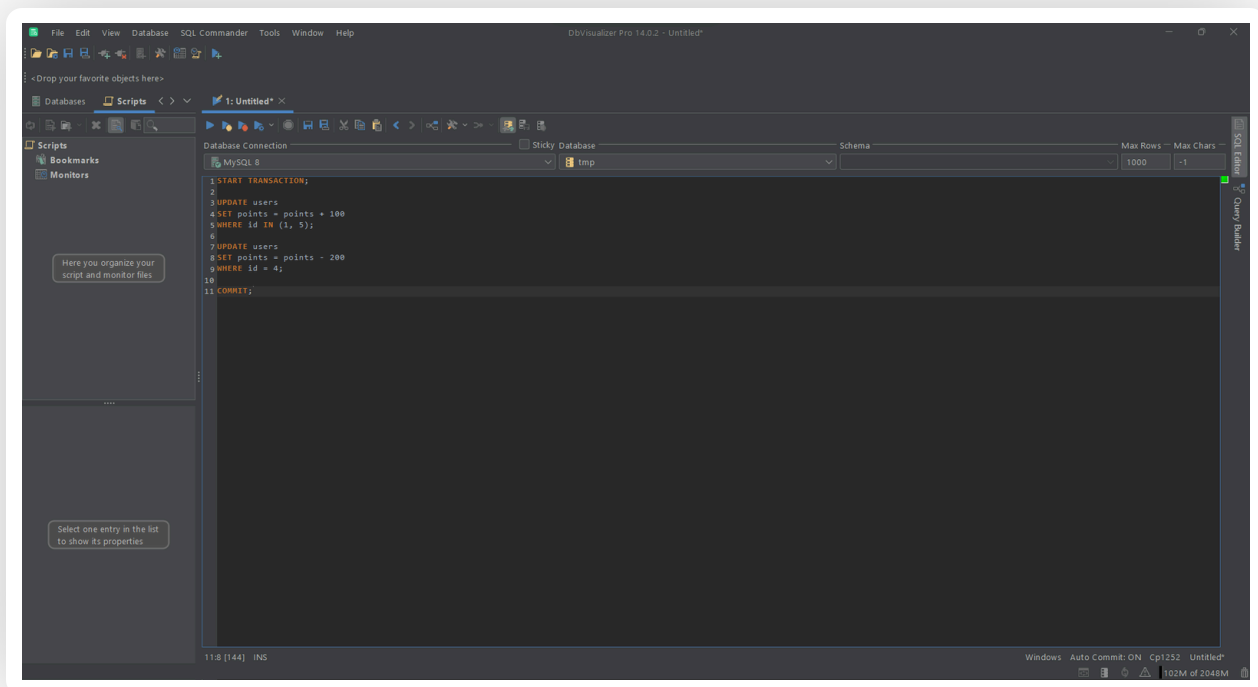 File Edit View Database SQL Commander Tools Window Help
DbVisualizer Pro 14.0.2 - Untitled*
<Drop your favorite objects here>
Databases Scripts
1: Untitled*
Scripts
Bookmarks
Monitors
Here you organize your
script and monitor files
Select one entry in the list
to show its properties
Database Connection Sticky Database Schema Max Rows Max Chars
MySQL 8 tmp 1000 -1
1 START TRANSACTION;
2
3 UPDATE users
4 SET points = points + 100
5 WHERE id IN (1, 5);
6
7 UPDATE users
8 SET points = points - 200
9 WHERE id = 4;
10
11 COMMIT;
SQL Editor
Query Builder
11:8 [144] INS
Windows Auto Commit: ON Cp1252 Untitled*
102M of 2048M